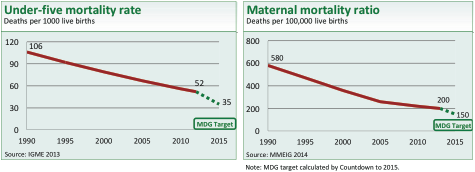 Under-five mortality rate
Deaths per 1000 live births
120
90
60
30
0
106
52
35
MDG Target
1990 1995 2000 2005 2010 2015
Source: IGME 2013
Maternal mortality ratio
Deaths per 100,000 live births
800
600
400
200
0
580
200
150
MDG Target
1990 1995 2000 2005 2010 2015
Source: MMEIG 2014
Note: MDG target calculated by Countdown to 2015.